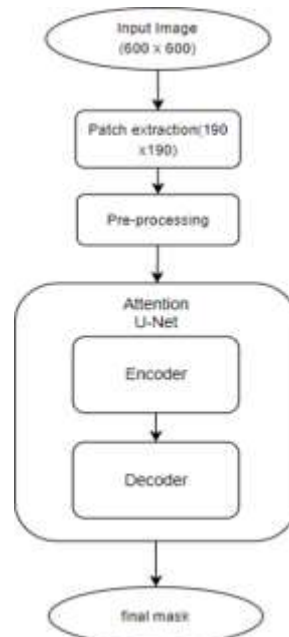 Input Image
(600 x 600)
Patch extraction(190
x190)
Pre-processing
Attention
U-Net
Encoder
Decoder
final mask